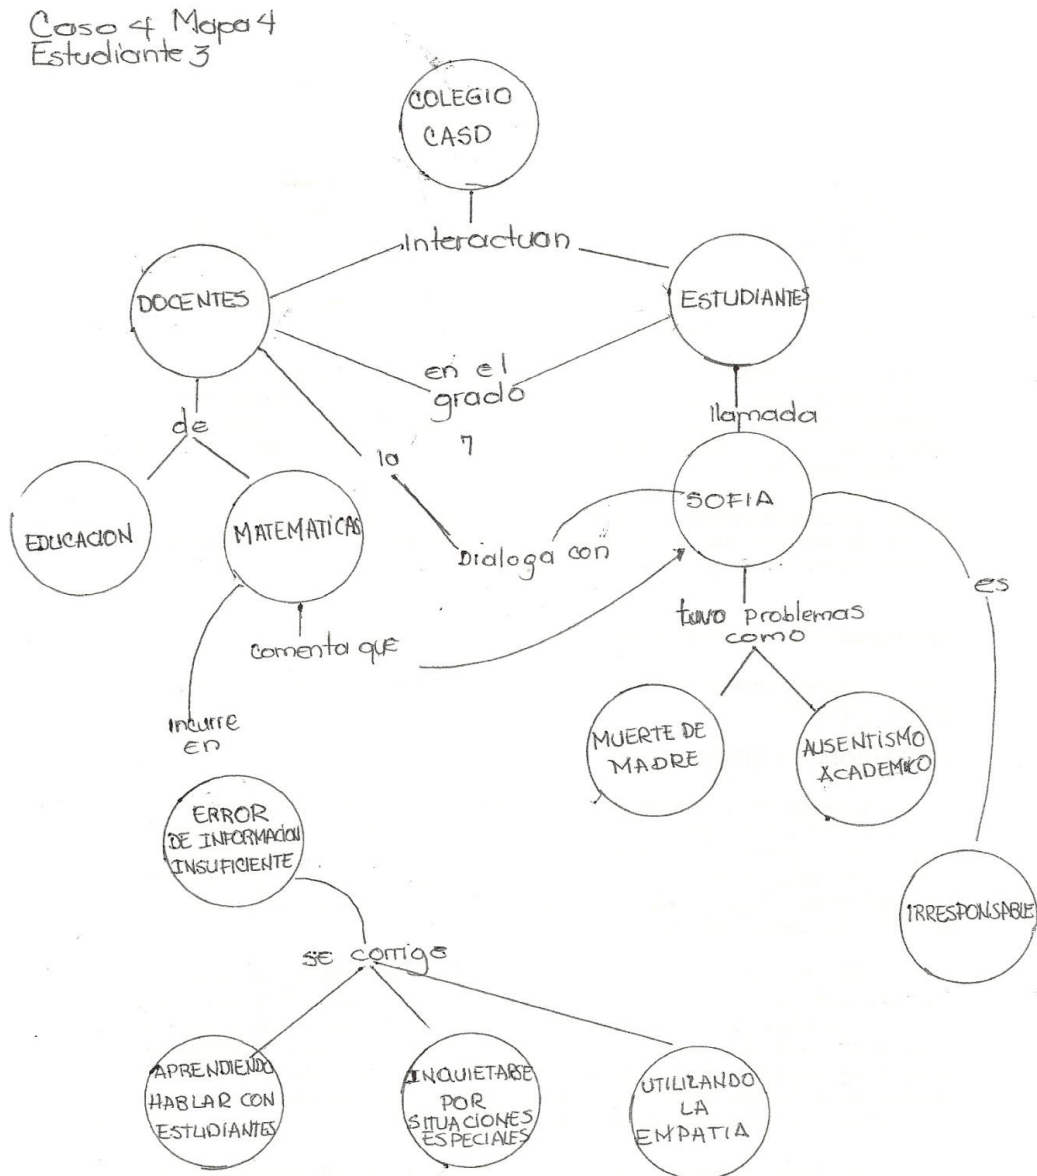 Caso 4 Mapa 4
Estudiante 3
COLEGIO
CASD
Interactuan
DOCENTES
ESTUDIANTES
en el
grado
7
llamada
de
la
SOFIA
EDUCACION
MATEMATICAS
Dialoga con
es
tuvo problemas
como
comenta que
incurre
en
MUERTE DE
MADRE
AUSENTISMO
ACADEMICO
ERROR
DE INFORMACION
INSUFICIENTE
IRRESPONSABLE
se corrige
APRENDIENDO
HABLAR CON
ESTUDIANTES
INQUIETARSE
POR
SITUACIONES
ESPECIALES
UTILIZANDO
LA
EMPATIA